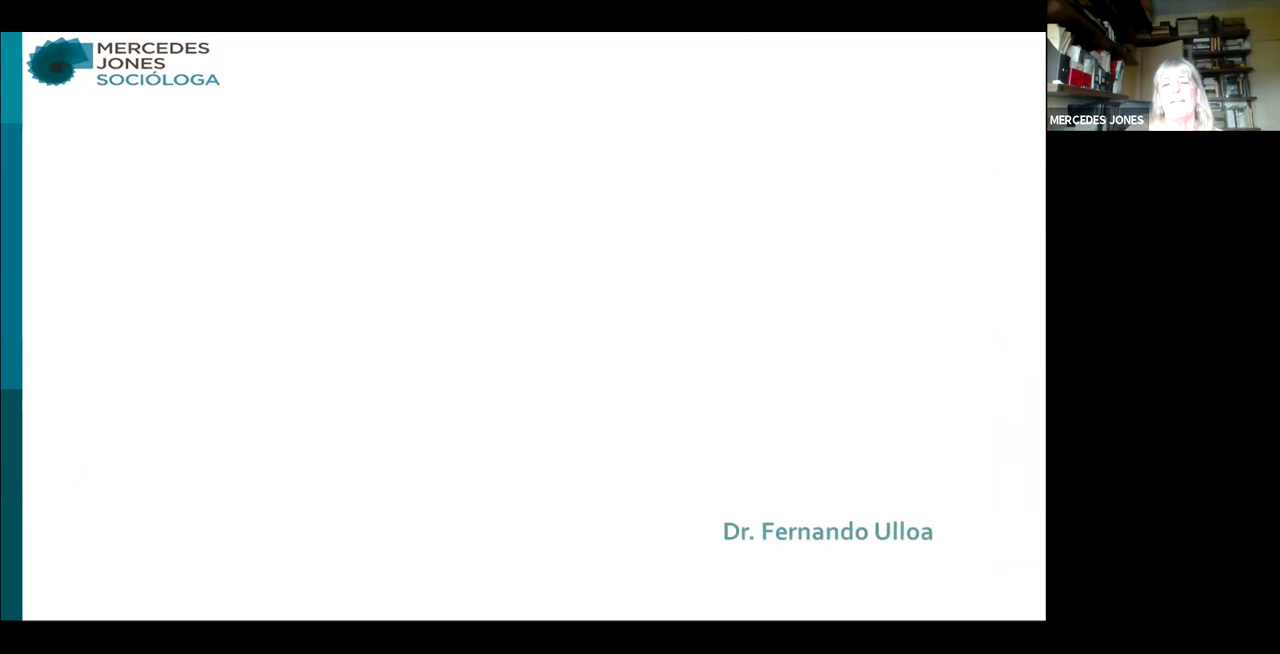 MERCEDES
JONES
SOCIÓLOGA
MERCEDES JONES
Dr. Fernando Ulloa